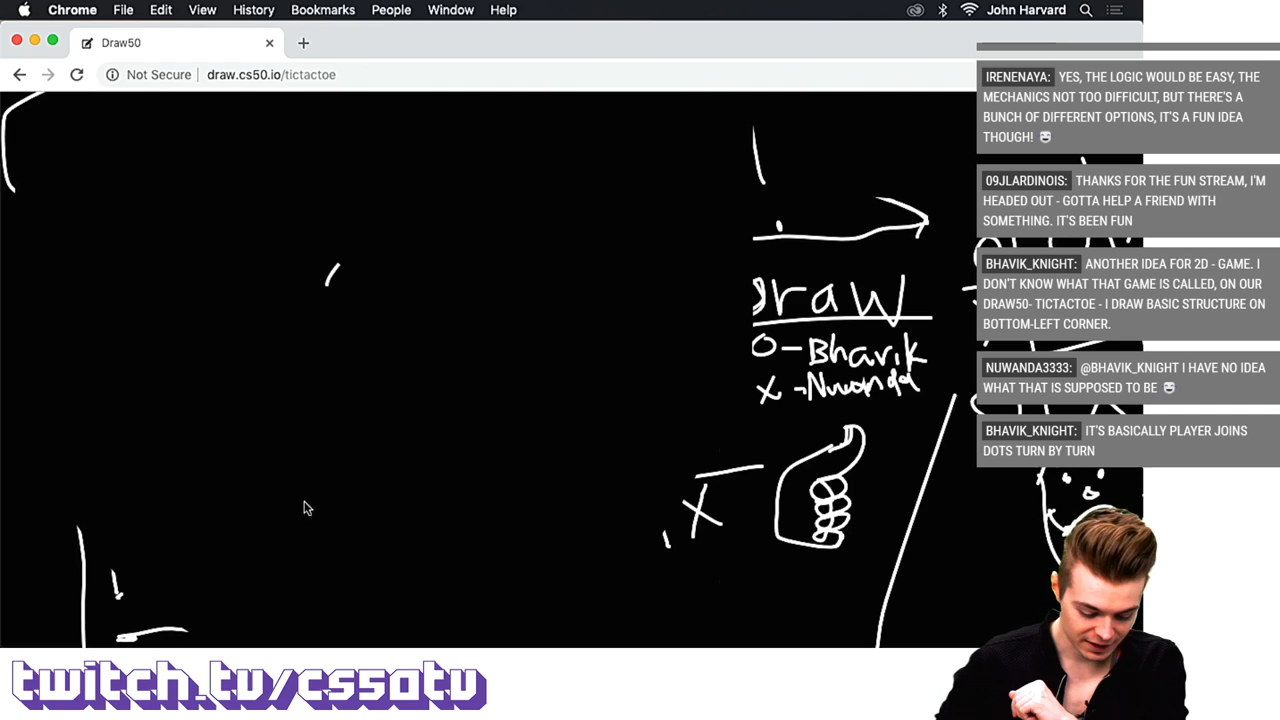 Chrome File Edit View History Bookmarks People Window Help John Harvard
Draw50
Not Secure | draw.cs50.io/tictactoe
IRENENAYA: YES, THE LOGIC WOULD BE EASY, THE
MECHANICS NOT TOO DIFFICULT, BUT THERE'S A
BUNCH OF DIFFERENT OPTIONS, IT'S A FUN IDEA
THOUGH!
09JLARDINOIS: THANKS FOR THE FUN STREAM, I'M
HEADED OUT - GOTTA HELP A FRIEND WITH
SOMETHING. IT'S BEEN FUN
BHAVIK_KNIGHT: ANOTHER IDEA FOR 2D - GAME. I
DON'T KNOW WHAT THAT GAME IS CALLED, ON OUR
DRAW50- TICTACTOE - I DRAW BASIC STRUCTURE ON
BOTTOM-LEFT CORNER.
NUWANDA3333: @BHAVIK_KNIGHT I HAVE NO IDEA
WHAT THAT IS SUPPOSED TO BE
BHAVIK_KNIGHT: IT'S BASICALLY PLAYER JOINS
DOTS TURN BY TURN
Draw
O - Bhavik
X - Nuwanda
X
twitch.tv/cs50tv